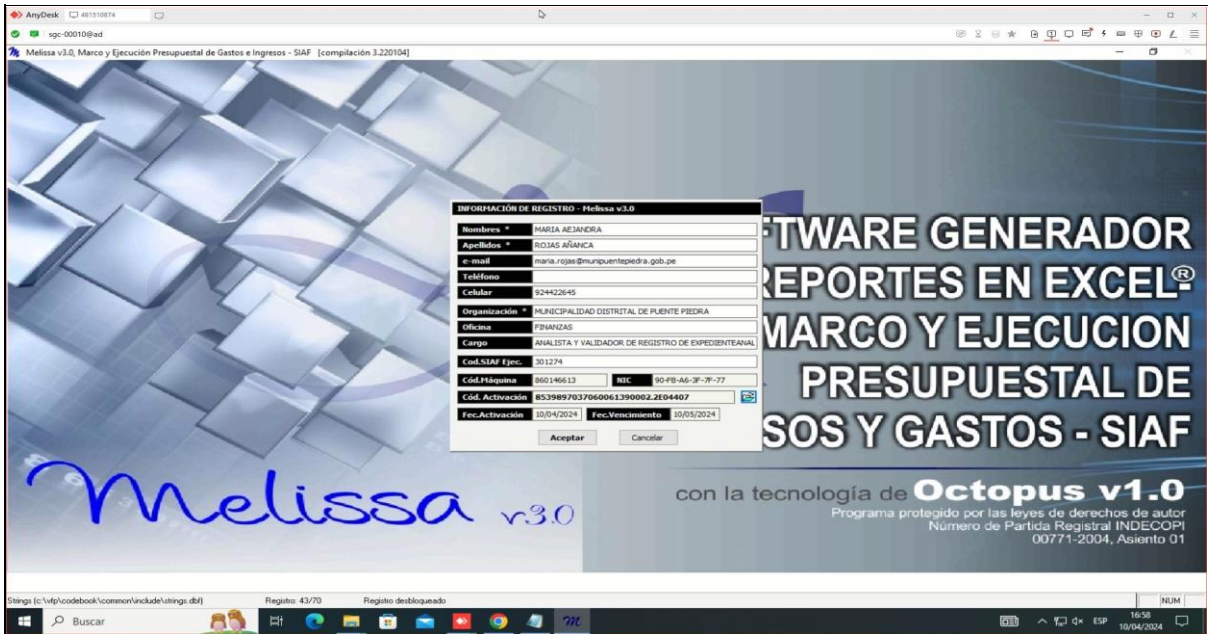 AnyDesk 461510874
sgc-00010@ad
Melissa v3.0, Marco y Ejecución Presupuestal de Gastos e Ingresos - SIAF [compilación 3.220104]
INFORMACIÓN DE REGISTRO - Melissa v3.0
Nombres * MARIA AEJANDRA
Apellidos * ROJAS AÑANCA
e-mail maria.rojas@munipuentepiedra.gob.pe
Teléfono
Celular 924422645
Organización * MUNICIPALIDAD DISTRITAL DE PUENTE PIEDRA
Oficina FINANZAS
Cargo ANALISTA Y VALIDADOR DE REGISTRO DE EXPEDIENTEANAL
Cod.SIAF Ejec. 301274
Cód.Máquina 860146613 NIC 90-FB-A6-3F-7F-77
Cód. Activación 8539897037060061390002.2E04407
Fec.Activación 10/04/2024 Fec.Vencimiento 10/05/2024
Aceptar Cancelar
FTWARE GENERADOR
REPORTES EN EXCEL®
MARCO Y EJECUCION
PRESUPUESTAL DE
SOS Y GASTOS - SIAF
Melissa v3.0
con la tecnología de Octopus v1.0
Programa protegido por las leyes de derechos de autor
Número de Partida Registral INDECOPI
00771-2004, Asiento 01
Strings (c:\vfp\codebook\common\include\strings.dbf) Registro: 43/70 Registro desbloqueado NUM
Buscar ESP 16:58
10/04/2024